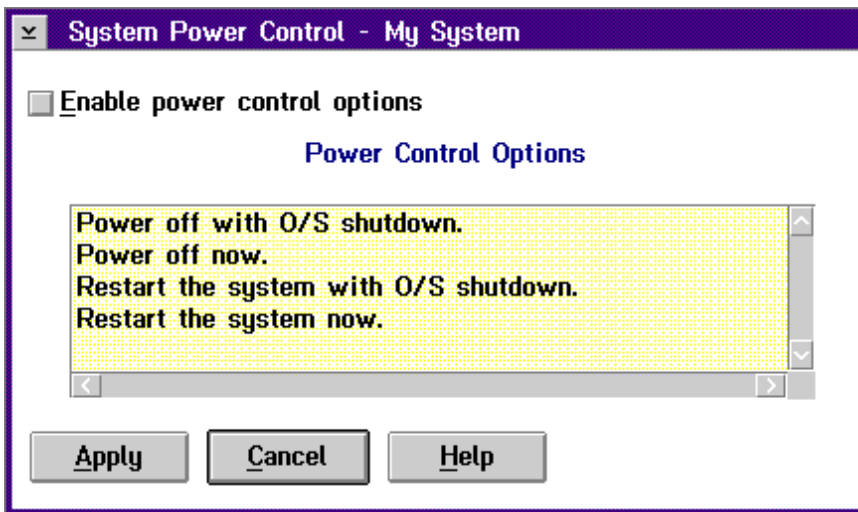 System Power Control - My System
Enable power control options
Power Control Options
Power off with O/S shutdown.
Power off now.
Restart the system with O/S shutdown.
Restart the system now.
Apply Cancel Help